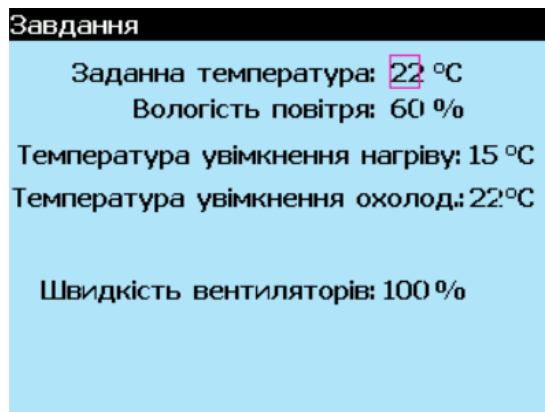 Завдання
Заданна температура: 22 °C
Вологість повітря: 60 %
Температура увімкнення нагріву: 15 °C
Температура увімкнення охолод.: 22°C
Швидкість вентиляторів: 100 %